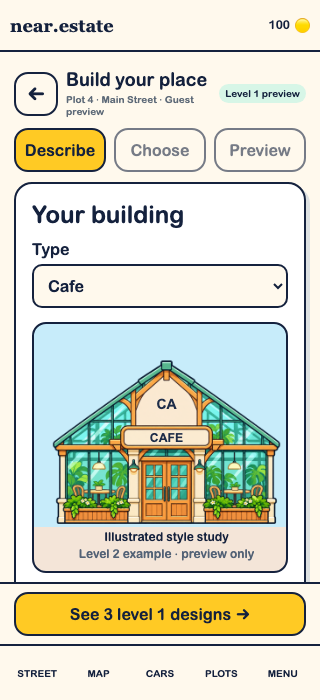 near.estate
100
←
Build your place
Plot 4 · Main Street · Guest
preview
Level 1 preview
Describe
Choose
Preview
Your building
Type
Cafe
CA
CAFE
Illustrated style study
Level 2 example · preview only
See 3 level 1 designs →
STREET
MAP
CARS
PLOTS
MENU